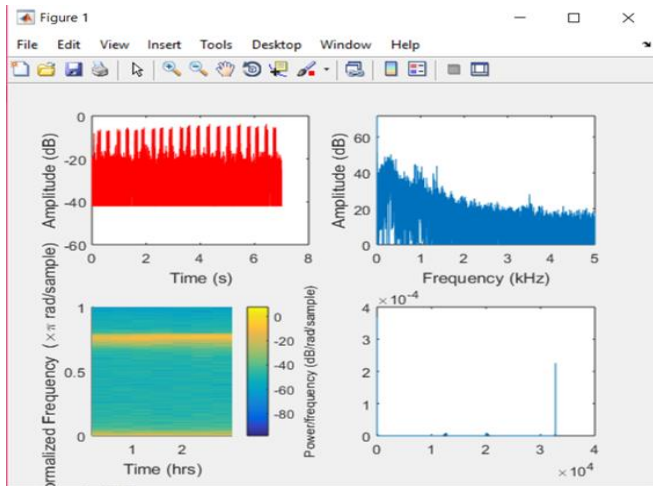 Figure 1
File Edit View Insert Tools Desktop Window Help
0
-20
-40
-60
Amplitude (dB)
0 2 4 6 8
Time (s)
60
40
20
0
Amplitude (dB)
0 1 2 3 4 5
Frequency (kHz)
1
0.5
0
Frequency (×π rad/sample)
1 2
Time (hrs)
0
-20
-40
-60
-80
Power/frequency (dB/rad/sample)
×10-4
4
3
2
1
0
0 1 2 3 4
×104